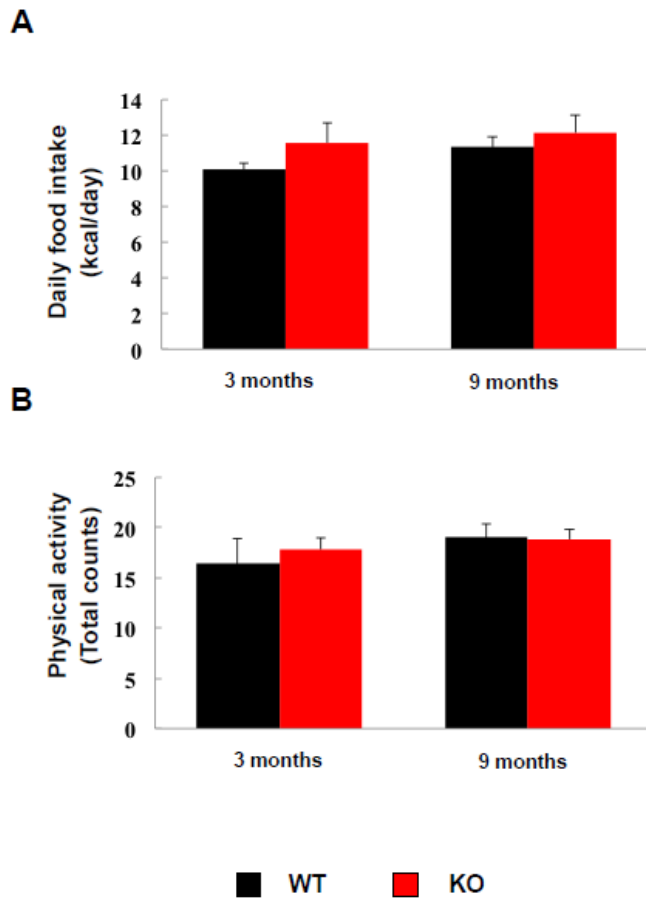 A
Daily food intake
(kcal/day)
14
12
10
8
6
4
2
0
3 months
9 months
B
Physical activity
(Total counts)
25
20
15
10
5
0
3 months
9 months
WT
KO